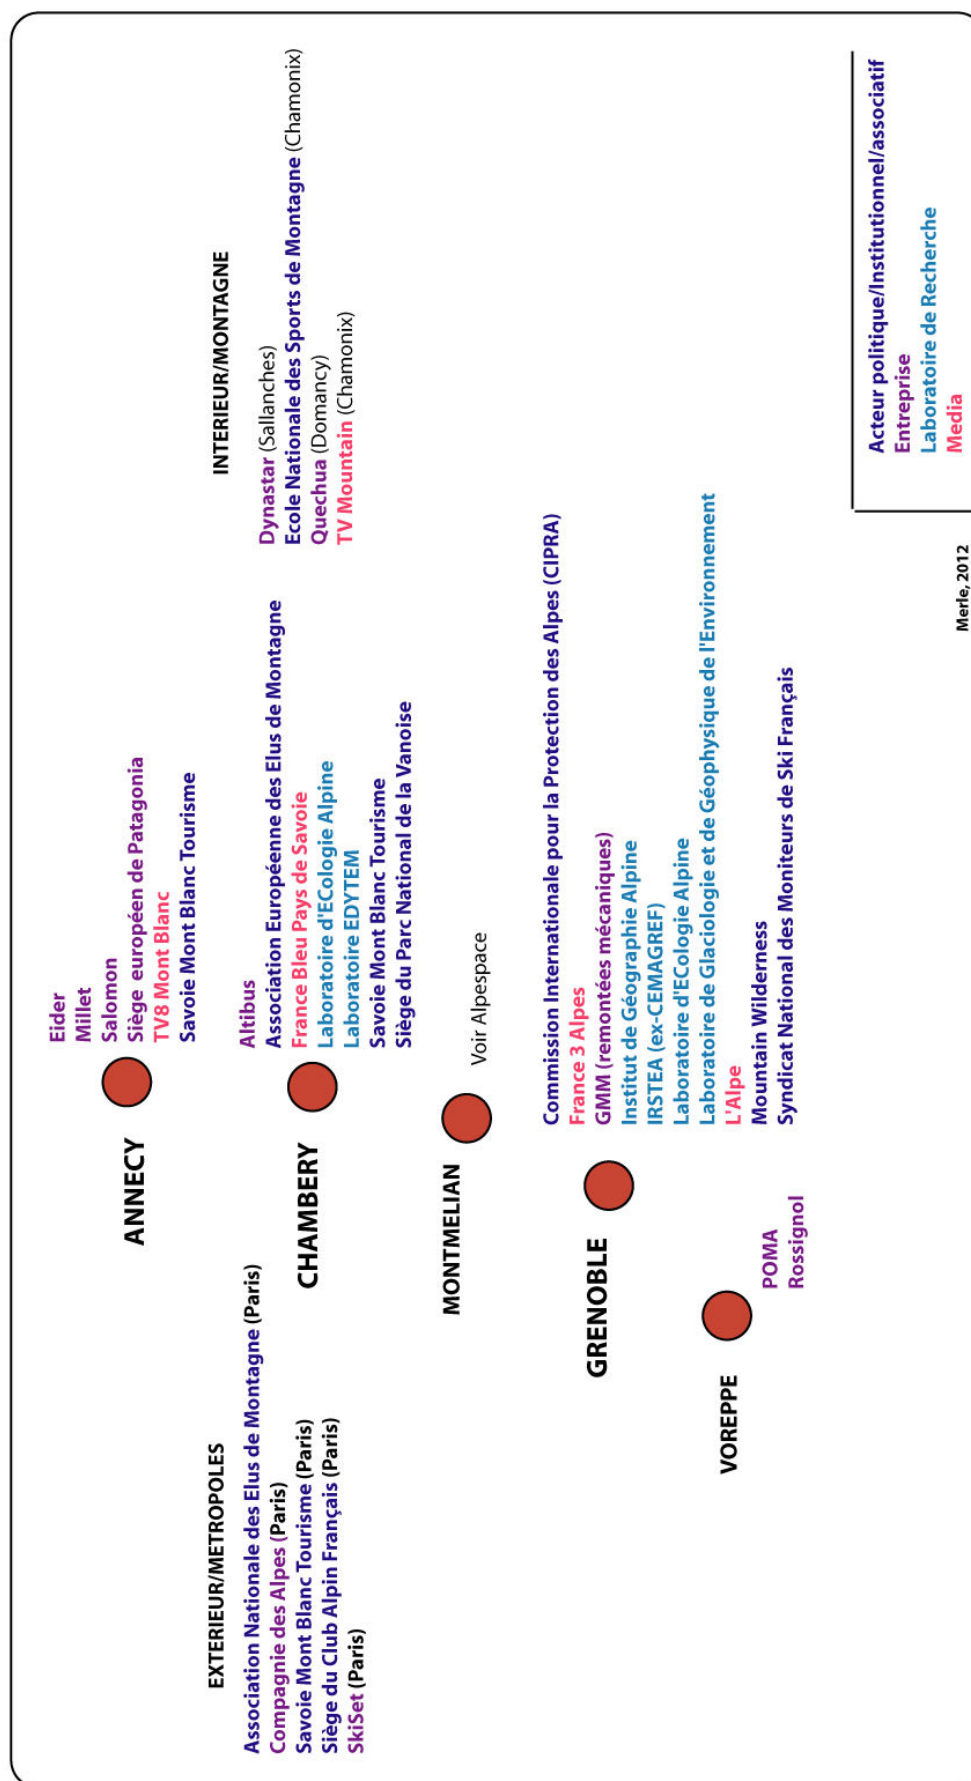 EXTERIEUR/METROPOLES
Association Nationale des Elus de Montagne (Paris)
Compagnie des Alpes (Paris)
Savoie Mont Blanc Tourisme (Paris)
Siège du Club Alpin Français (Paris)
SkiSet (Paris)
ANNECY
Eider
Millet
Salomon
Siège européen de Patagonia
TV8 Mont Blanc
Savoie Mont Blanc Tourisme
CHAMBERY
Altibus
Association Européenne des Elus de Montagne
France Bleu Pays de Savoie
Laboratoire d'ECologie Alpine
Laboratoire EDYTEM
Savoie Mont Blanc Tourisme
Siège du Parc National de la Vanoise
MONTMELIAN
Voir Alpespace
GRENOBLE
Commission Internationale pour la Protection des Alpes (CIPRA)
France 3 Alpes
GMM (remontées mécaniques)
Institut de Géographie Alpine
IRSTEA (ex-CEMAGREF)
Laboratoire d'ECologie Alpine
Laboratoire de Glaciologie et de Géophysique de l'Environnement
L'Alpe
Mountain Wilderness
Syndicat National des Moniteurs de Ski Français
VOREPPE
POMA
Rossignol
INTERIEUR/MONTAGNE
Dynastar (Sallanches)
Ecole Nationale des Sports de Montagne (Chamonix)
Quechua (Domancy)
TV Mountain (Chamonix)
Acteur politique/Institutionnel/associatif
Entreprise
Laboratoire de Recherche
Media
Merle, 2012